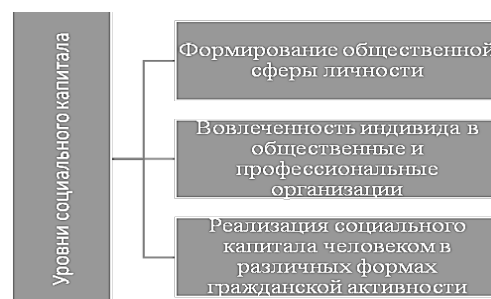 Уровни социального капитала
Формирование общественной
сферы личности
Вовлеченность индивида в
общественные и
профессиональные
организации
Реализация социального
капитала человеком в
различных формах
гражданской активности